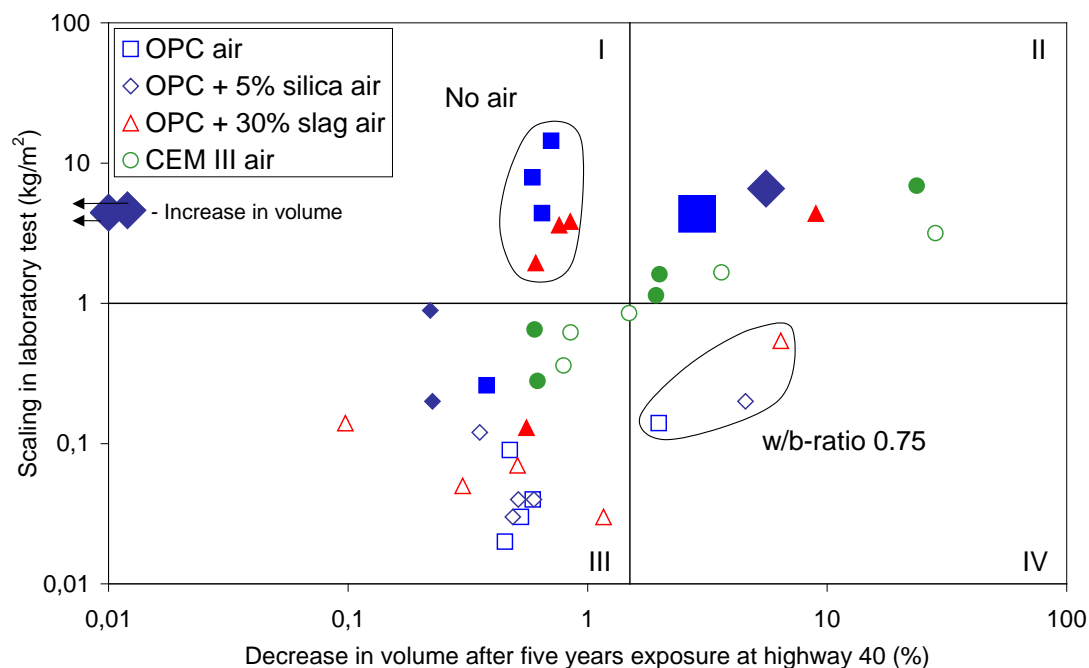 100
10
1
0,1
0,01
Scaling in laboratory test (kg/m²)
OPC air
OPC + 5% silica air
OPC + 30% slag air
CEM III air
I
II
No air
- Increase in volume
w/b-ratio 0.75
III
IV
0,01
0,1
1
10
100
Decrease in volume after five years exposure at highway 40 (%)